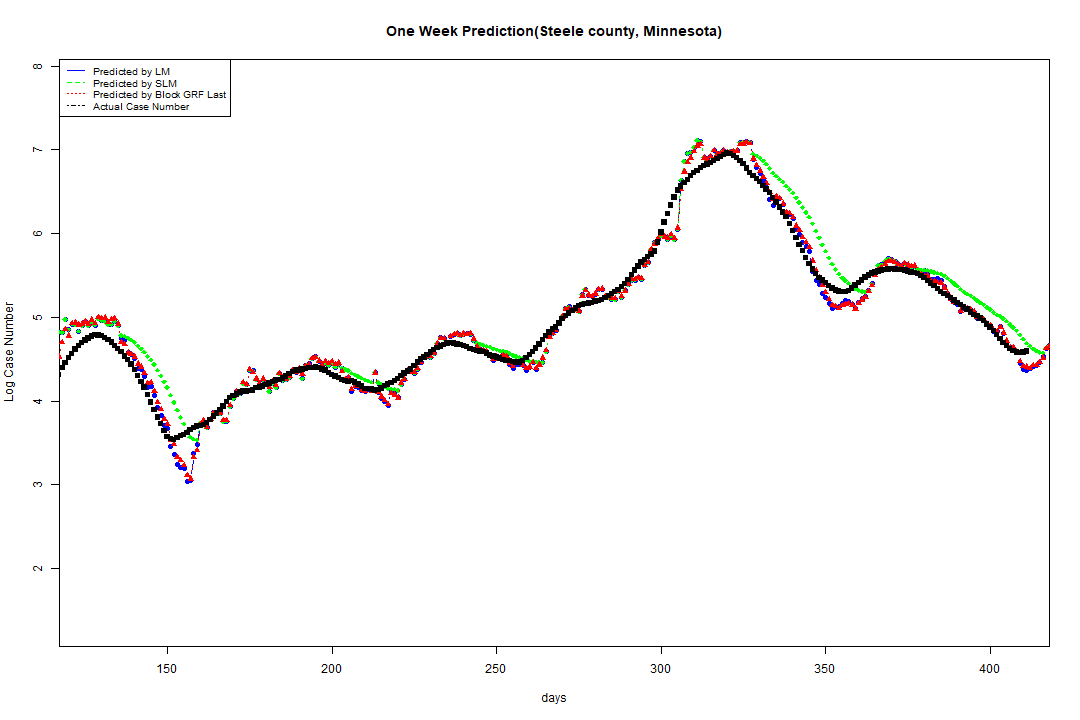 One Week Prediction(Steele county, Minnesota)
Predicted by LM
Predicted by SLM
Predicted by Block GRF Last
Actual Case Number
8
7
6
5
4
3
2
Log Case Number
150 200 250 300 350 400
days